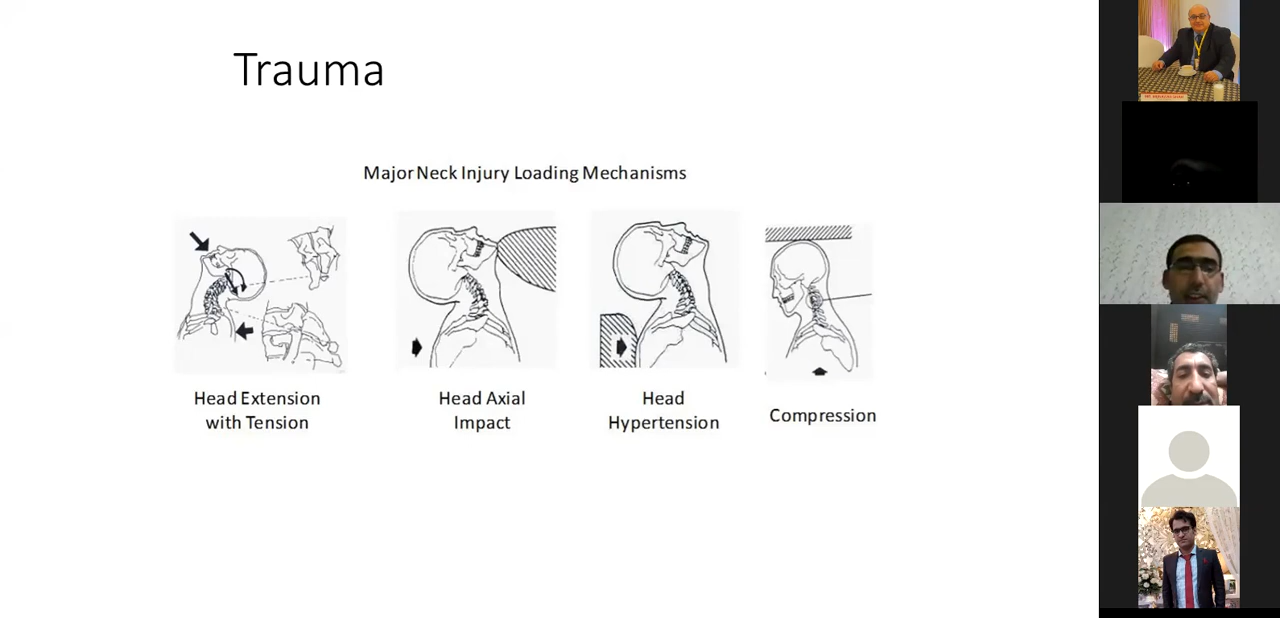 Trauma
Major Neck Injury Loading Mechanisms
Head Extension
with Tension
Head Axial
Impact
Head
Hypertension
Compression